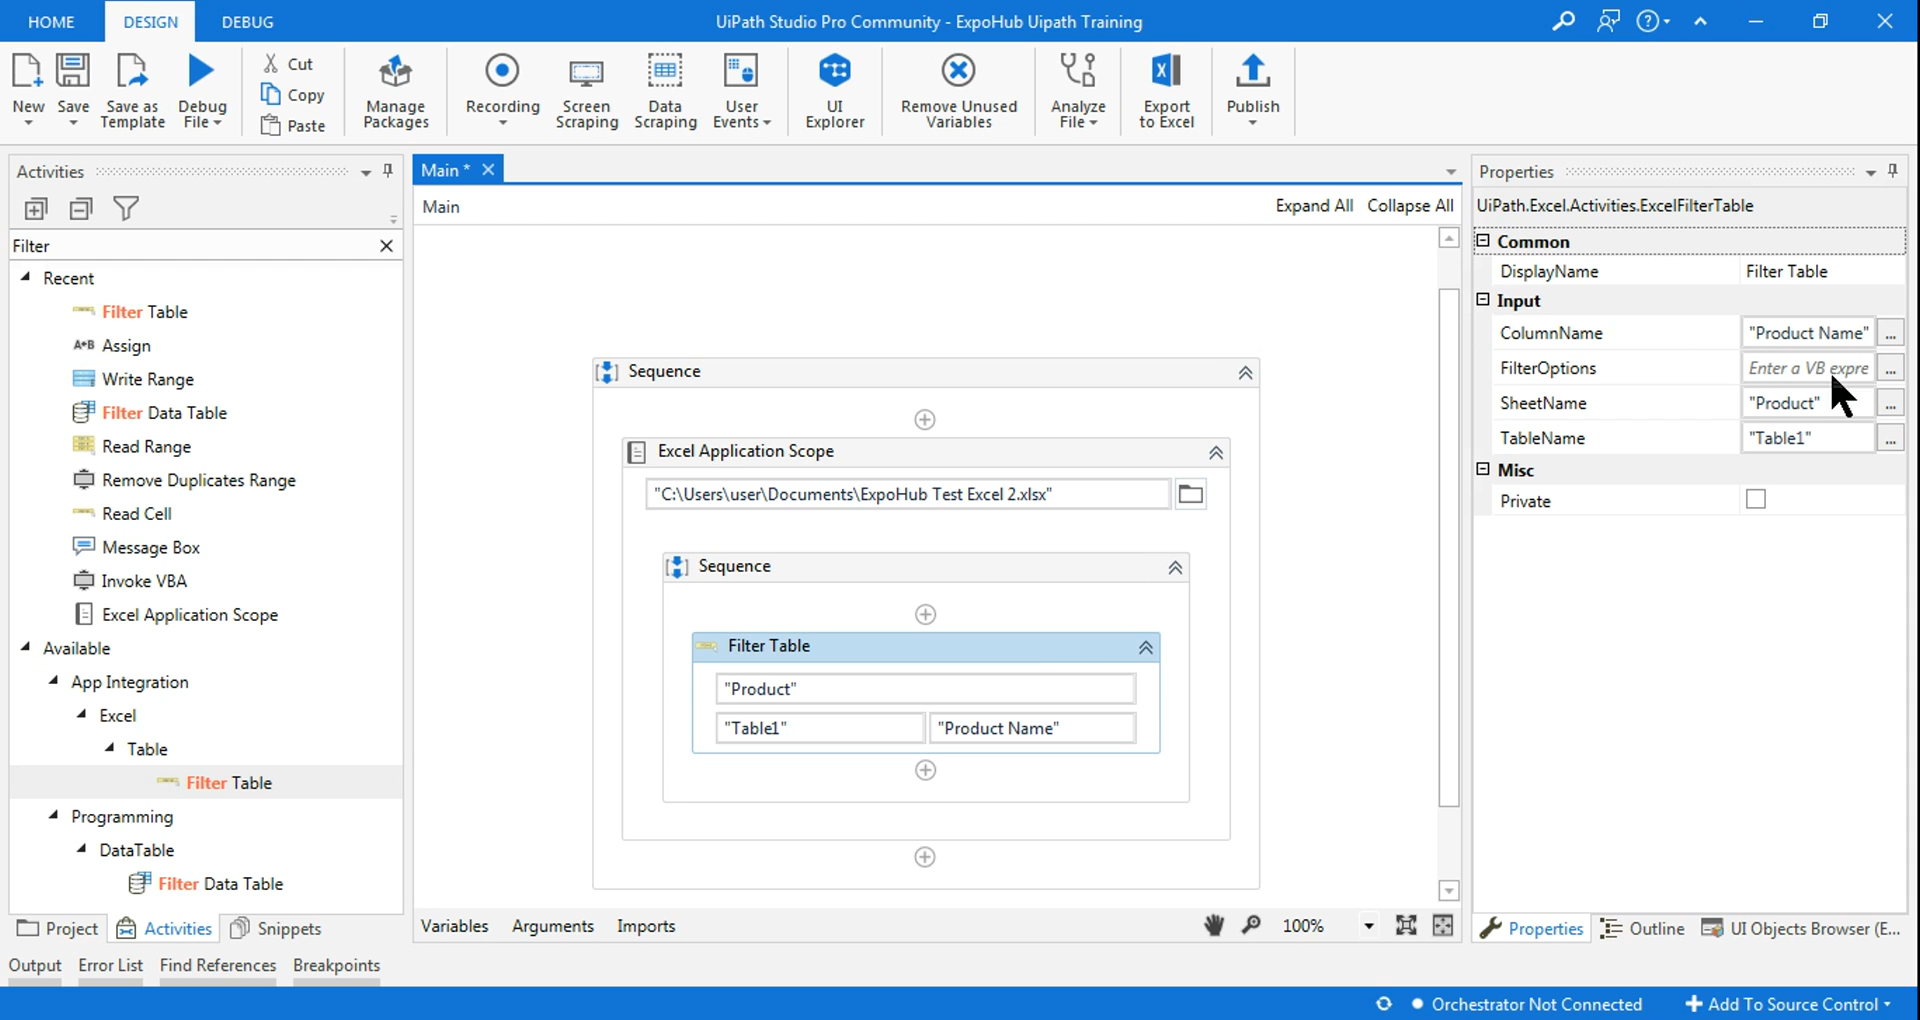 HOME DESIGN DEBUG UiPath Studio Pro Community - ExpoHub Uipath Training
New Save Save as Template Debug File Cut Copy Paste Manage Packages Recording Screen Scraping Data Scraping User Events UI Explorer Remove Unused Variables Analyze File Export to Excel Publish
Activities
Filter
Recent
Filter Table
A*B Assign
Write Range
Filter Data Table
Read Range
Remove Duplicates Range
Read Cell
Message Box
Invoke VBA
Excel Application Scope
Available
App Integration
Excel
Table
Filter Table
Programming
DataTable
Filter Data Table
Project Activities Snippets
Main *
Main Expand All Collapse All
Sequence
Excel Application Scope
"C:\Users\user\Documents\ExpoHub Test Excel 2.xlsx"
Sequence
Filter Table
"Product"
"Table1" "Product Name"
Variables Arguments Imports 100%
Properties
UiPath.Excel.Activities.ExcelFilterTable
Common
DisplayName Filter Table
Input
ColumnName "Product Name" ...
FilterOptions Enter a VB expre ...
SheetName "Product" ...
TableName "Table1" ...
Misc
Private
Properties Outline UI Objects Browser (E...
Output Error List Find References Breakpoints
Orchestrator Not Connected Add To Source Control